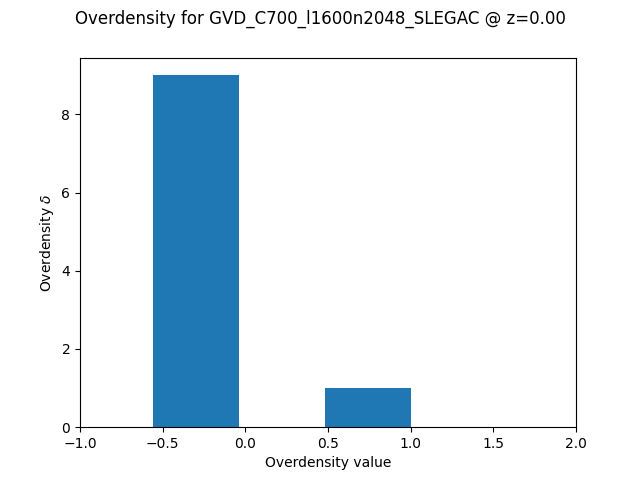 Overdensity for GVD_C700_l1600n2048_SLEGAC @ z=0.00
Overdensity δ
8
6
4
2
0
-1.0 -0.5 0.0 0.5 1.0 1.5 2.0
Overdensity value